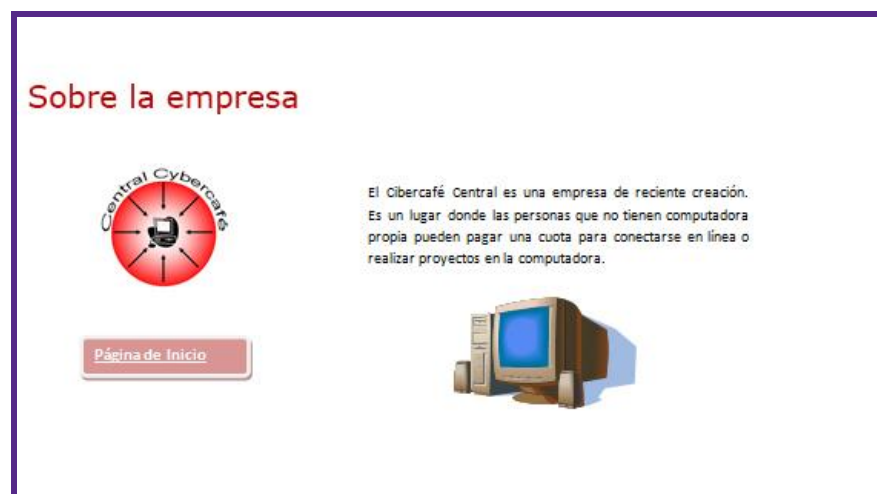 Sobre la empresa
Central Cybercafé
El Cibercafé Central es una empresa de reciente creación.
Es un lugar donde las personas que no tienen computadora
propia pueden pagar una cuota para conectarse en línea o
realizar proyectos en la computadora.
Página de Inicio